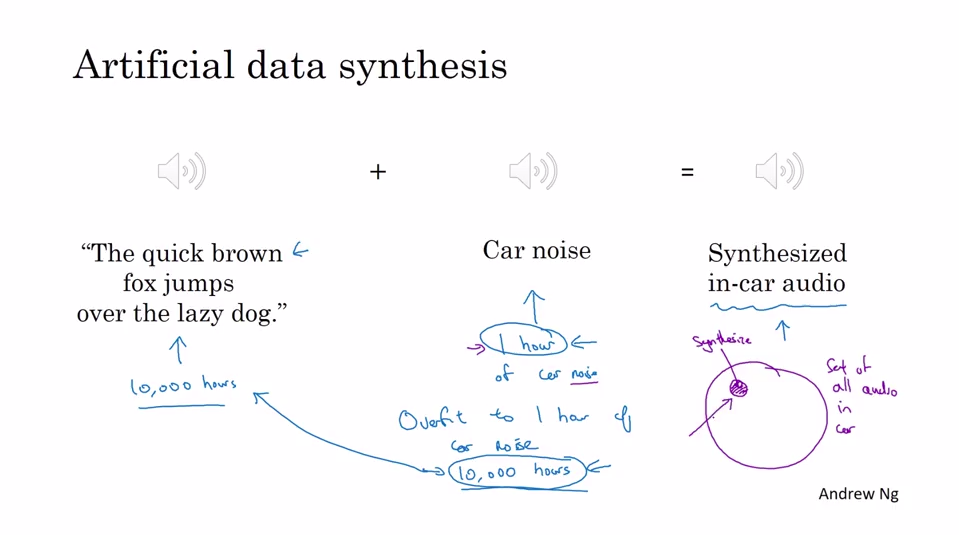 Artificial data synthesis
+
=
“The quick brown
fox jumps
over the lazy dog.”
10,000 hours
Car noise
1 hour
of car noise
Overfit to 1 hour of
car noise
10,000 hours
Synthesized
in-car audio
Synthesize
Set of
all audio
in
car
Andrew Ng